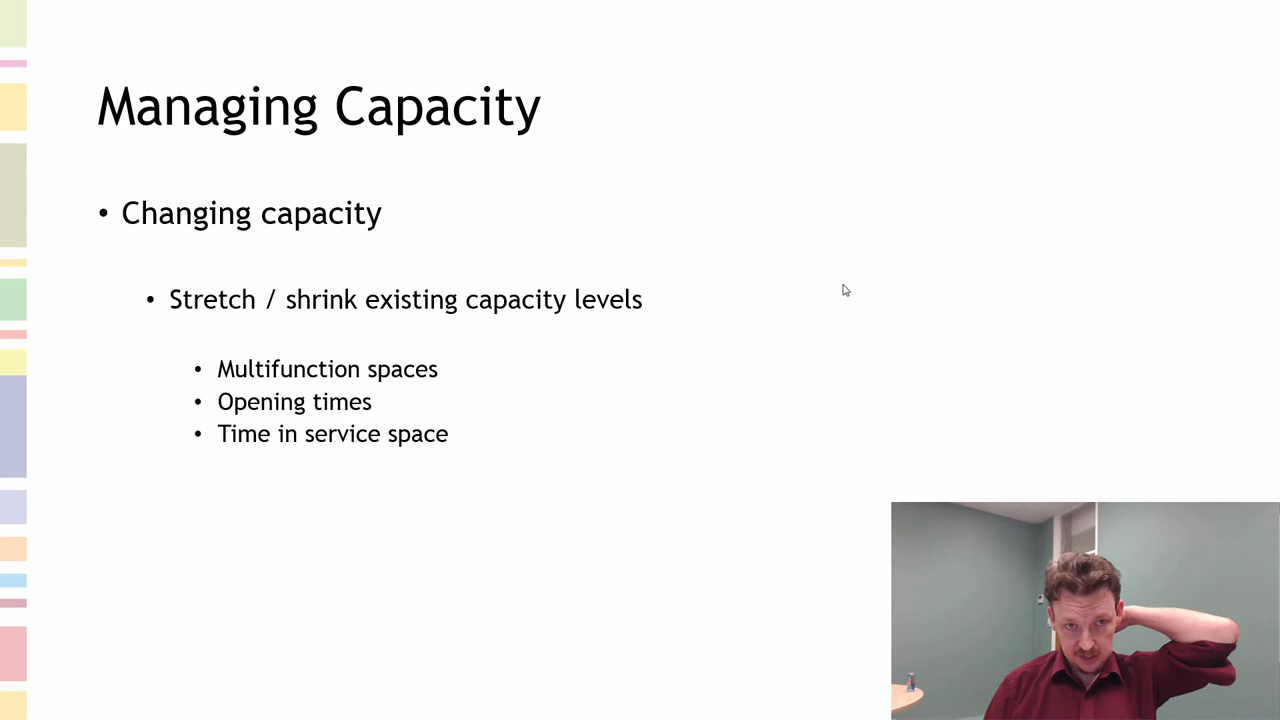 Managing Capacity
• Changing capacity
• Stretch / shrink existing capacity levels
• Multifunction spaces
• Opening times
• Time in service space